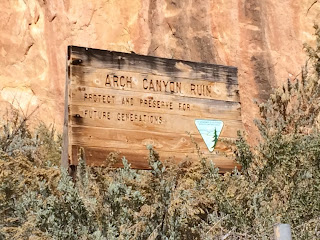 ARCH CANYON RUIN
PROTECT AND PRESERVE FOR
FUTURE GENERATIONS.